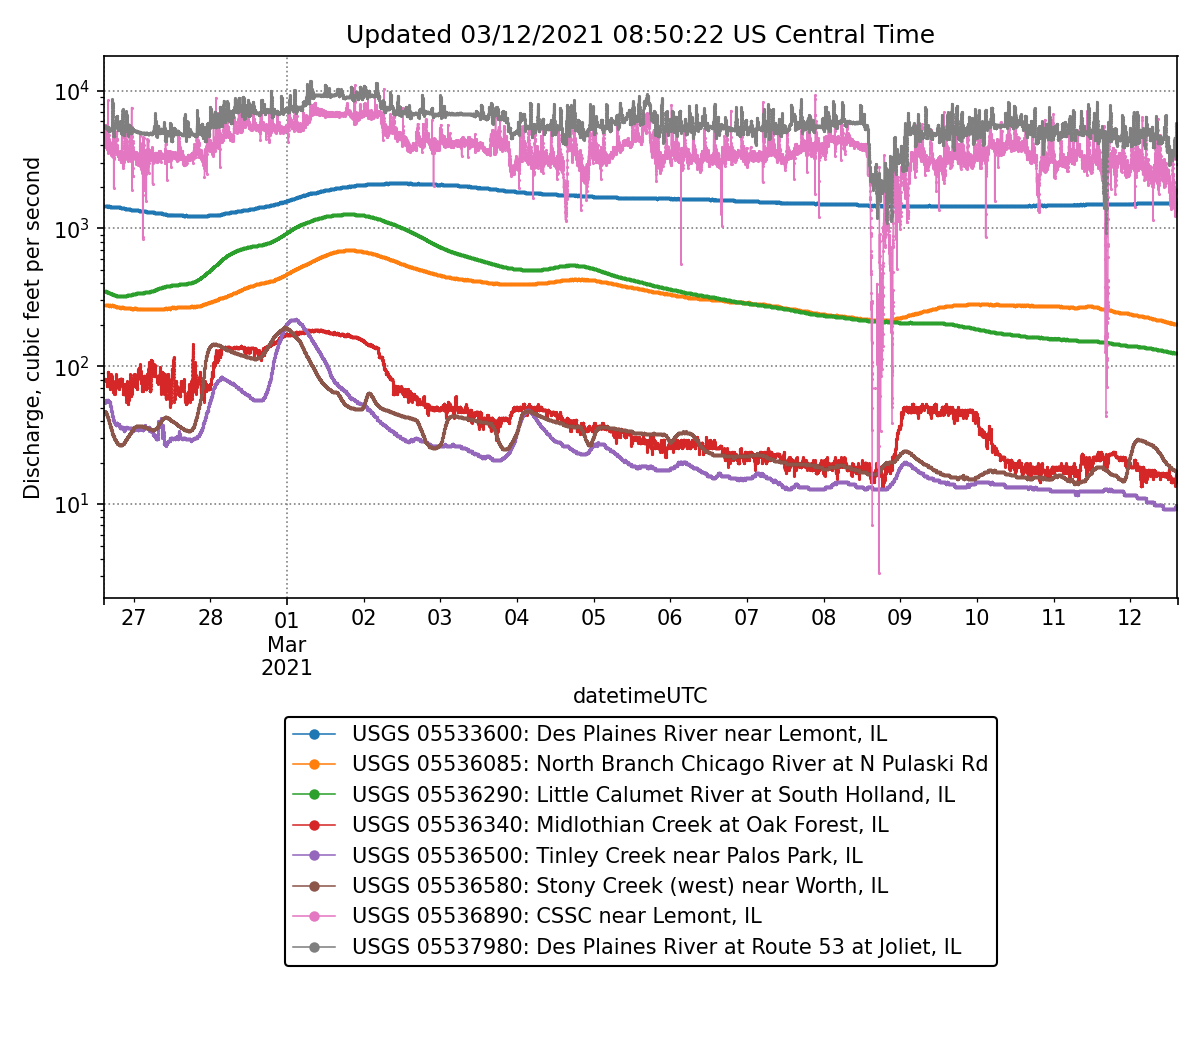 Updated 03/12/2021 08:50:22 US Central Time
Discharge, cubic feet per second
10^4
10^3
10^2
10^1
27 28 01 02 03 04 05 06 07 08 09 10 11 12
Mar
2021
datetimeUTC
USGS 05533600: Des Plaines River near Lemont, IL
USGS 05536085: North Branch Chicago River at N Pulaski Rd
USGS 05536290: Little Calumet River at South Holland, IL
USGS 05536340: Midlothian Creek at Oak Forest, IL
USGS 05536500: Tinley Creek near Palos Park, IL
USGS 05536580: Stony Creek (west) near Worth, IL
USGS 05536890: CSSC near Lemont, IL
USGS 05537980: Des Plaines River at Route 53 at Joliet, IL